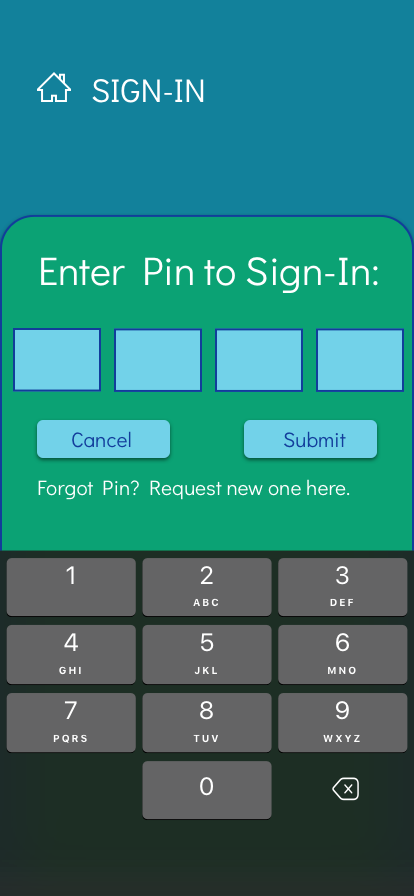 SIGN-IN
Enter Pin to Sign-In:
Cancel Submit
Forgot Pin? Request new one here.
1 2 3
ABC DEF
4 5 6
GHI JKL MNO
7 8 9
PQRS TUV WXYZ
0